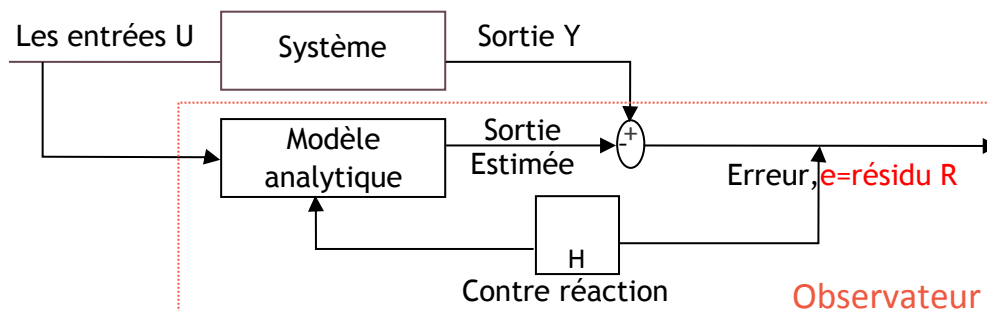 Les entrées U
Système
Sortie Y
+
-
Modèle
analytique
Sortie
Estimée
Erreur,e=résidu R
H
Contre réaction
Observateur